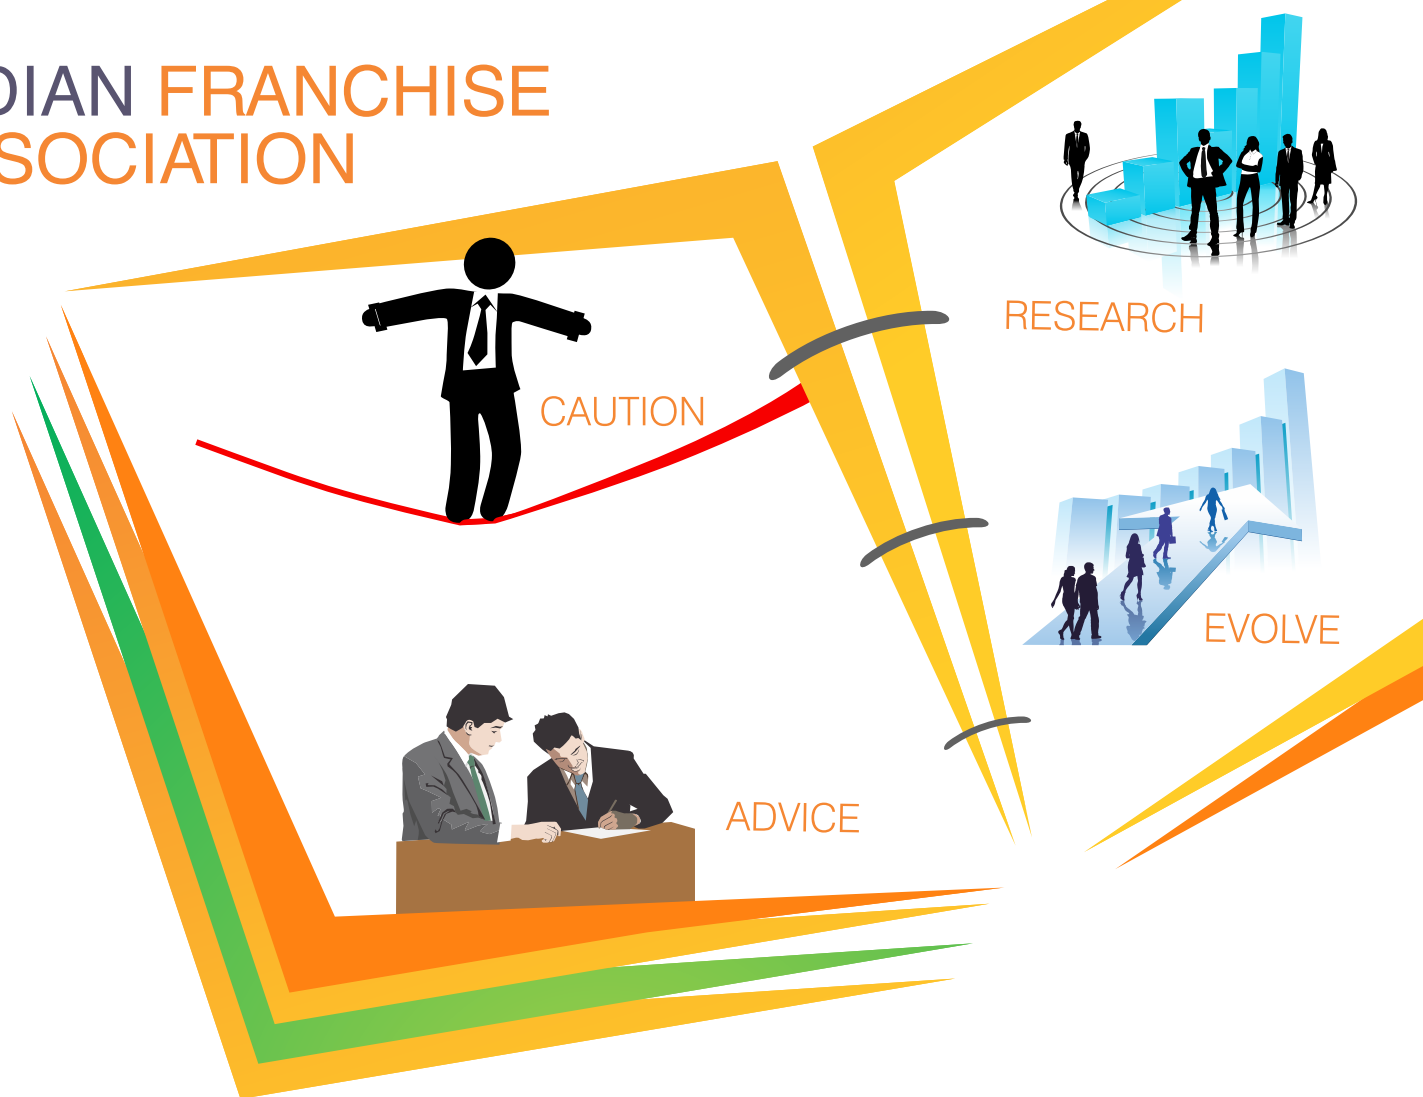 DIAN FRANCHISE
SOCIATION
CAUTION
RESEARCH
EVOLVE
ADVICE